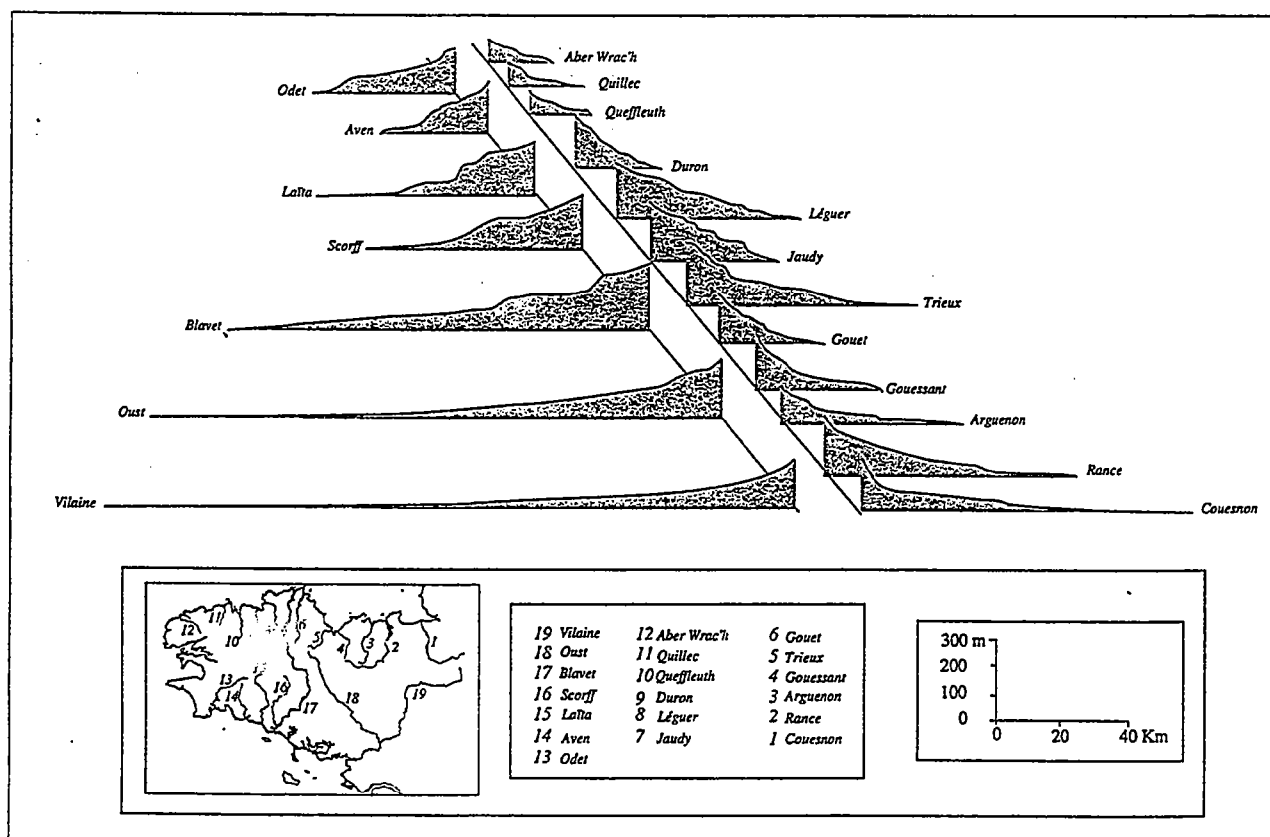 Aber Wrac'h
Odet
Quillec
Queffleuth
Aven
Duron
Laïta
Léguer
Scorff
Jaudy
Trieux
Blavet
Gouet
Gouessant
Oust
Arguenon
Rance
Vilaine
Couesnon
12
11
10
6
5
4
3
2
1
13
14
16
17
18
19
19 Vilaine
18 Oust
17 Blavet
16 Scorff
15 Laïta
14 Aven
13 Odet
12 Aber Wrac'h
11 Quillec
10 Queffleuth
9 Duron
8 Léguer
7 Jaudy
6 Gouet
5 Trieux
4 Gouessant
3 Arguenon
2 Rance
1 Couesnon
300 m
200
100
0
0 20 40 Km